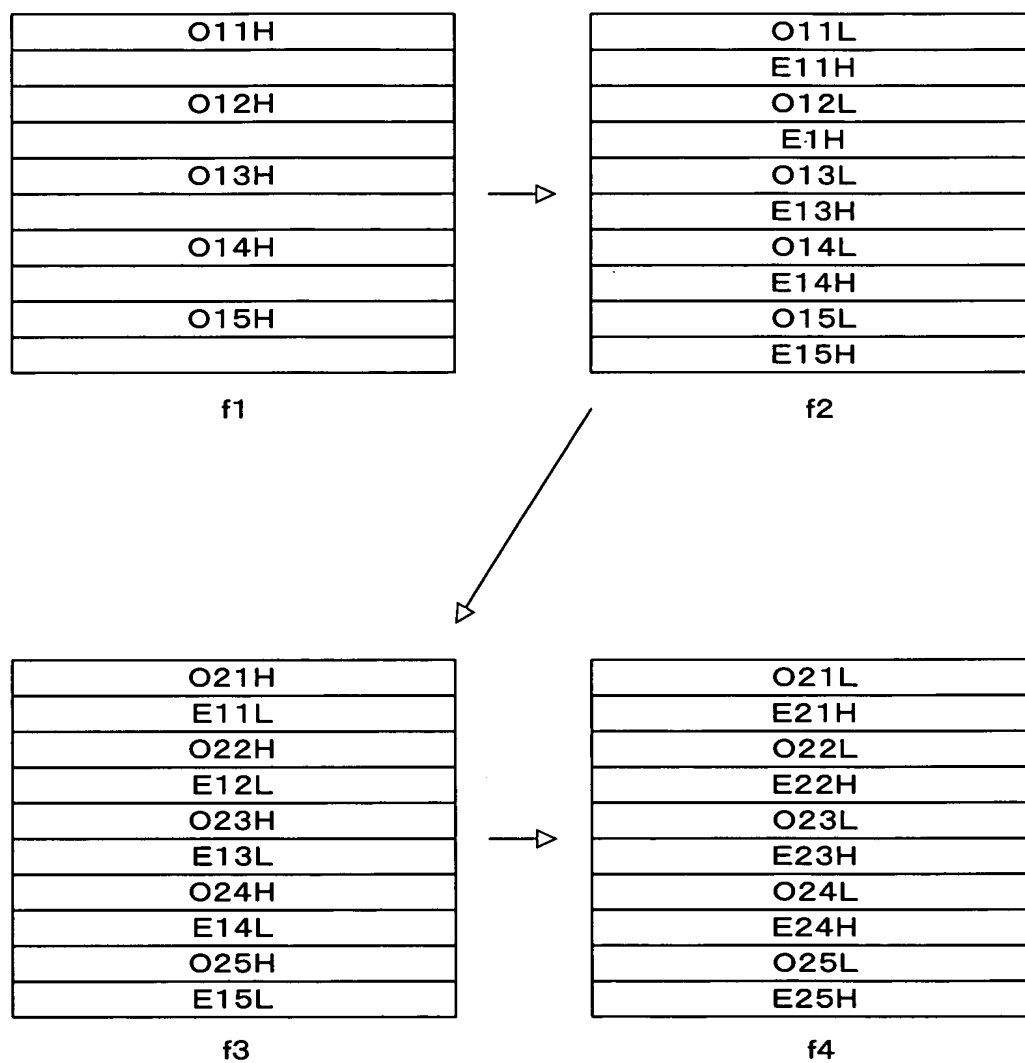 O11H
O12H
O13H
O14H
O15H
f1
O11L
E11H
O12L
E1H
O13L
E13H
O14L
E14H
O15L
E15H
f2
O21H
E11L
O22H
E12L
O23H
E13L
O24H
E14L
O25H
E15L
f3
O21L
E21H
O22L
E22H
O23L
E23H
O24L
E24H
O25L
E25H
f4